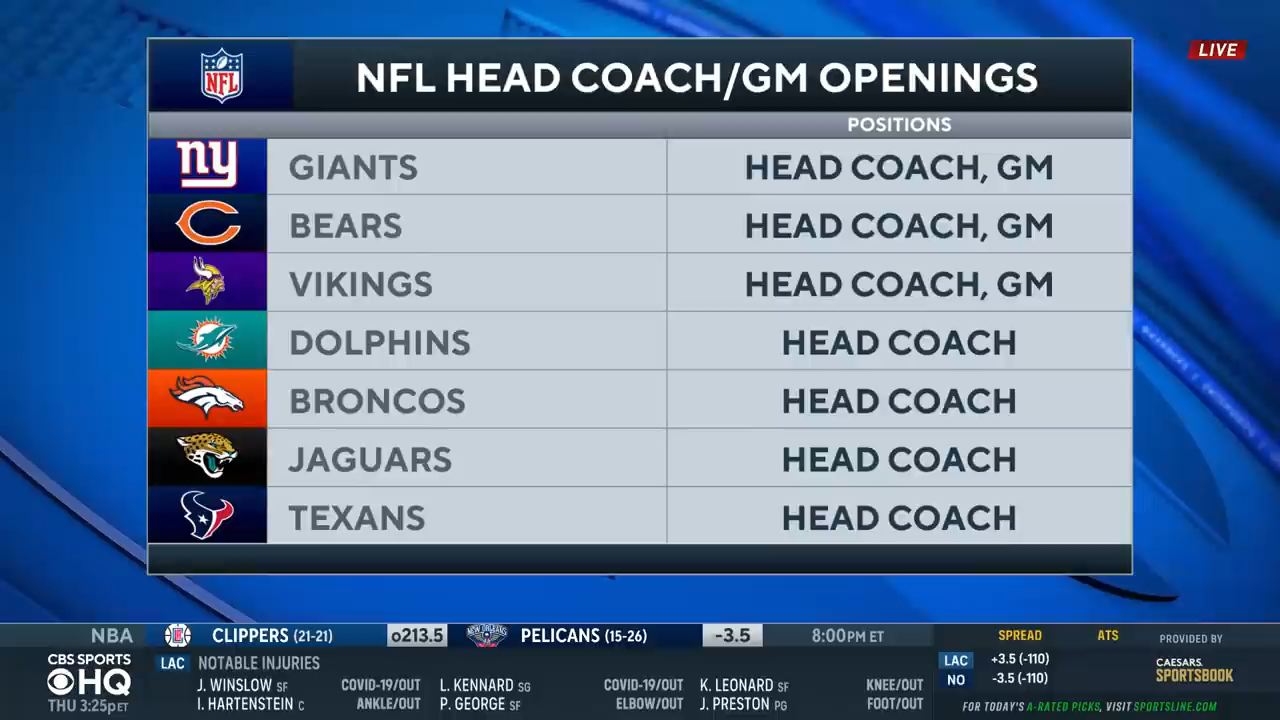 LIVE
NFL
NFL HEAD COACH/GM OPENINGS
POSITIONS
ny GIANTS HEAD COACH, GM
BEARS HEAD COACH, GM
VIKINGS HEAD COACH, GM
DOLPHINS HEAD COACH
BRONCOS HEAD COACH
JAGUARS HEAD COACH
TEXANS HEAD COACH
NBA CLIPPERS (21-21) o213.5 NEW ORLEANS PELICANS (15-26) -3.5 8:00PM ET SPREAD ATS PROVIDED BY
CBS SPORTS HQ
THU 3:25PET
LAC NOTABLE INJURIES
J. WINSLOW SF COVID-19/OUT L. KENNARD SG COVID-19/OUT K. LEONARD SF KNEE/OUT
I. HARTENSTEIN C ANKLE/OUT P. GEORGE SF ELBOW/OUT J. PRESTON PG FOOT/OUT
LAC +3.5 (-110)
NO -3.5 (-110)
CAESARS SPORTSBOOK
FOR TODAY'S A-RATED PICKS, VISIT SPORTSLINE.COM